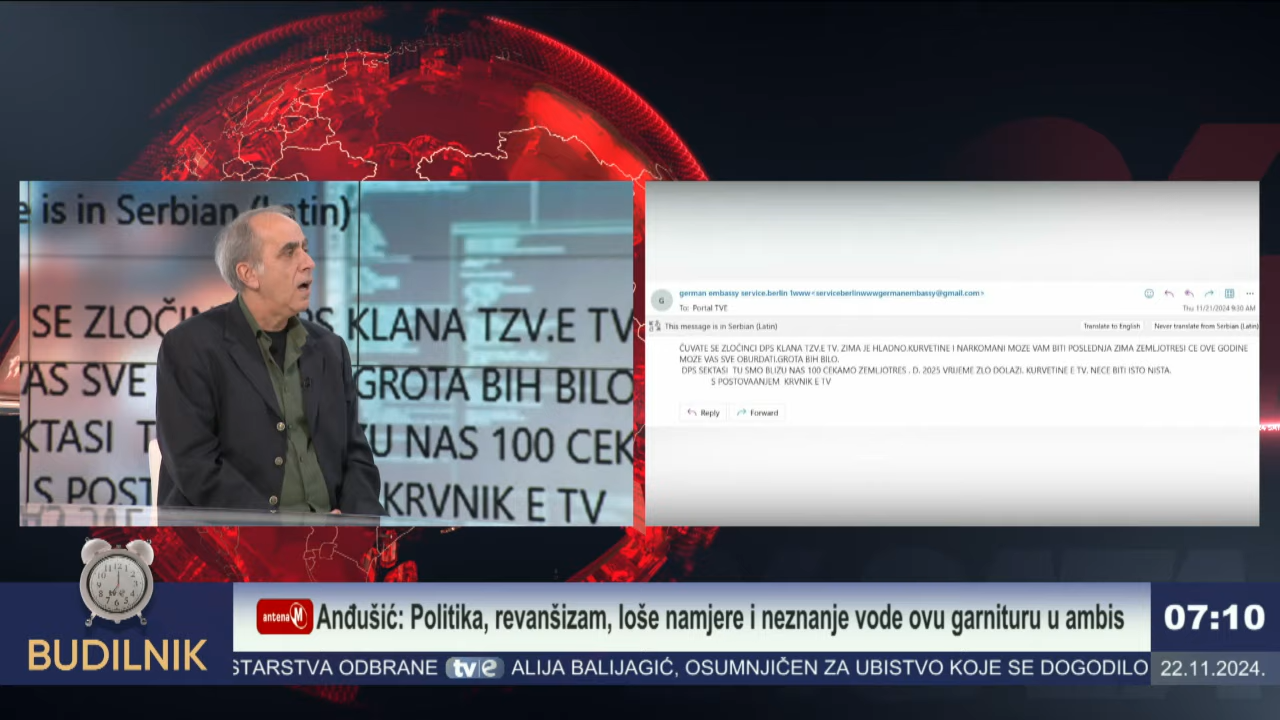 e is in Serbian (Latin)
SE ZLOČIN DPS KLANA TZV.E TV
AS SVE GROTA BIH BILO
KTASI T ZU NAS 100 CEK
S POST KRVNIK E TV
G
german embassy service.berlin 1www <serviceberlinwwwgermanembassy@gmail.com>
To: Portal TVE
Thu 11/21/2024 9:30 AM
This message is in Serbian (Latin)
Translate to English
Never translate from Serbian (Latin)
ČUVATE SE ZLOČINCI DPS KLANA TZV.E TV. ZIMA JE HLADNO.KURVETINE I NARKOMANI MOZE VAM BITI POSLEDNJA ZIMA ZEMLJOTRESI CE OVE GODINE
MOZE VAS SVE OBURDATI.GROTA BIH BILO.
DPS SEKTASI TU SMO BLIZU NAS 100 CEKAMO ZEMLJOTRES . D. 2025 VRIJEME ZLO DOLAZI. KURVETINE E TV. NECE BITI ISTO NIŠTA.
S POSTOVAANJEM KRVNIK E TV
Reply
Forward
antena M
Anđušić: Politika, revanšizam, loše namjere i neznanje vode ovu garnituru u ambis
07:10
BUDILNIK
STARSTVA ODBRANE tve ALIJA BALIJAGIĆ, OSUMNJIČEN ZA UBISTVO KOJE SE DOGODILO
22.11.2024.